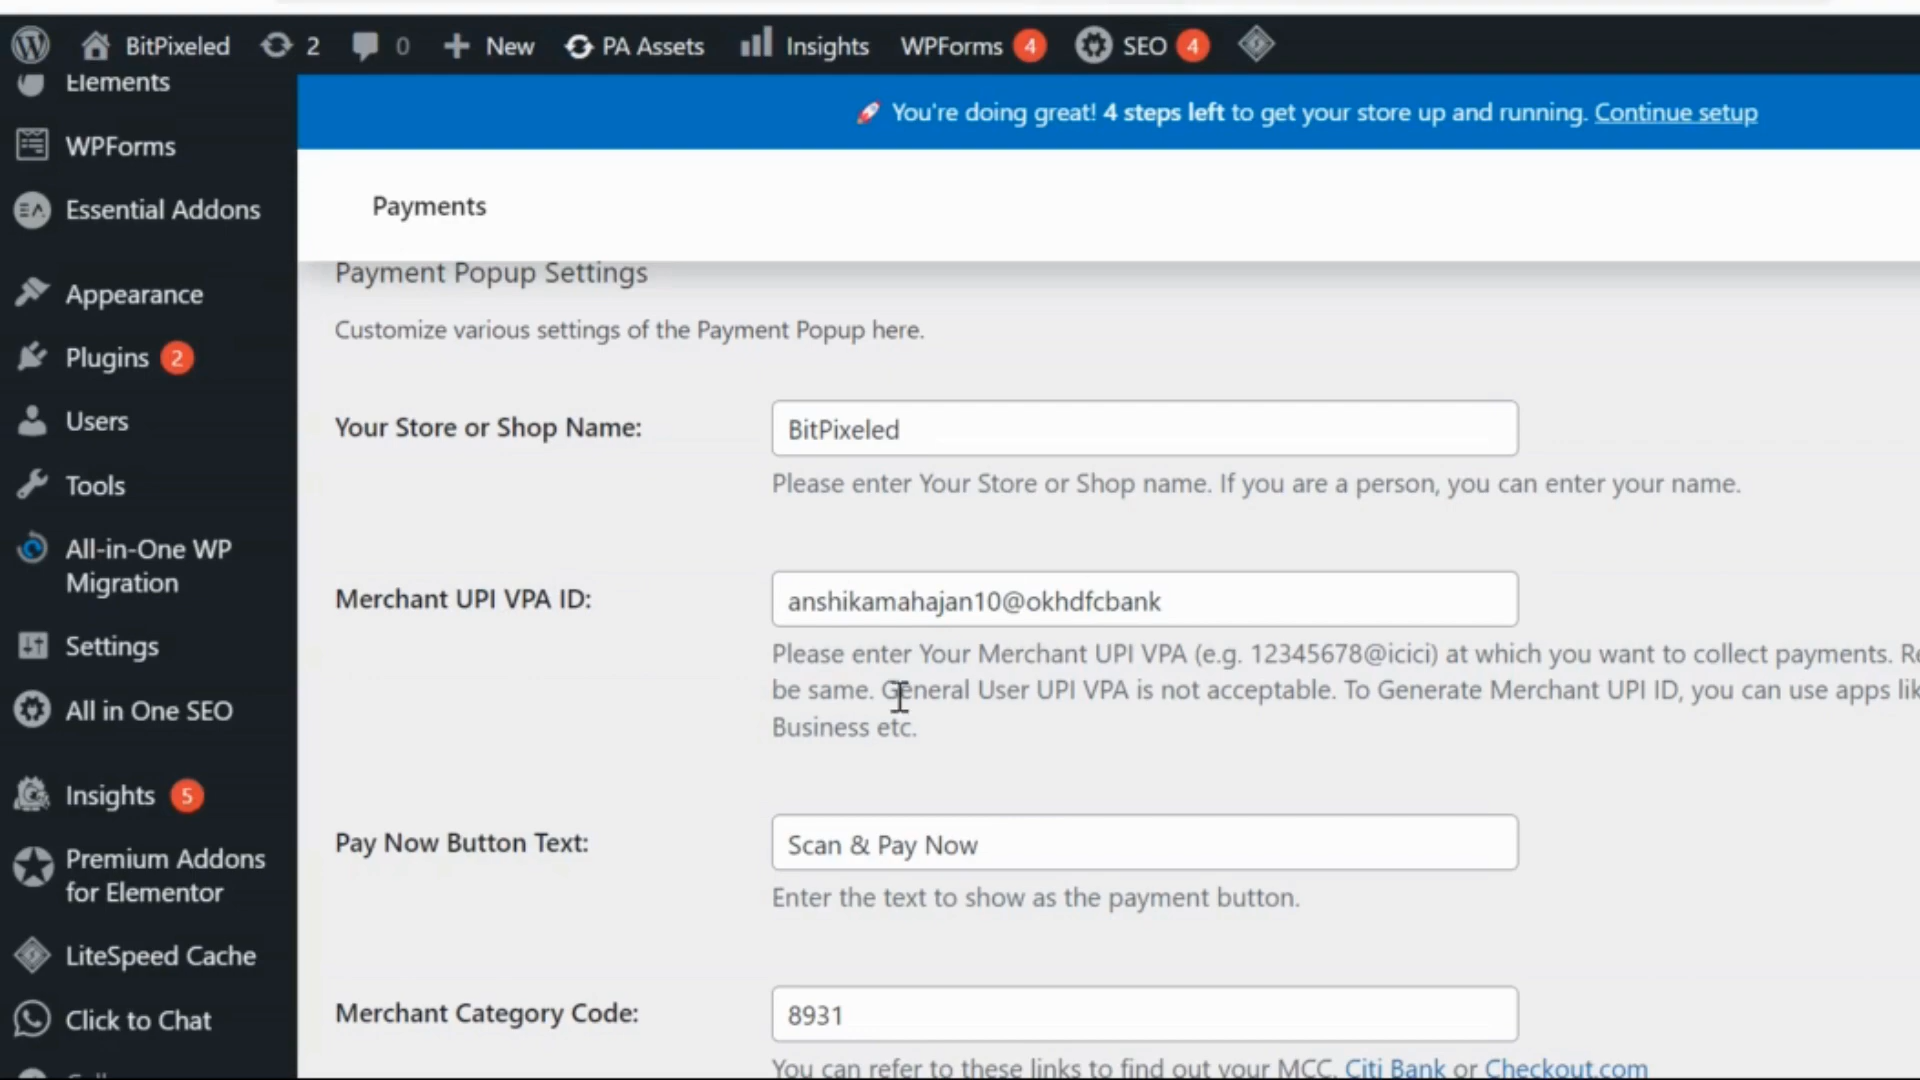 BitPixeled 2 0 New PA Assets Insights WPForms 4 SEO 4
Elements
WPForms
Essential Addons
Appearance
Plugins 2
Users
Tools
All-in-One WP
Migration
Settings
All in One SEO
Insights 5
Premium Addons
for Elementor
LiteSpeed Cache
Click to Chat
You're doing great! 4 steps left to get your store up and running. Continue setup
Payments
Payment Popup Settings
Customize various settings of the Payment Popup here.
Your Store or Shop Name:
BitPixeled
Please enter Your Store or Shop name. If you are a person, you can enter your name.
Merchant UPI VPA ID:
anshikamahajan10@okhdfcbank
Please enter Your Merchant UPI VPA (e.g. 12345678@icici) at which you want to collect payments. Re
be same. General User UPI VPA is not acceptable. To Generate Merchant UPI ID, you can use apps lik
Business etc.
Pay Now Button Text:
Scan & Pay Now
Enter the text to show as the payment button.
Merchant Category Code:
8931
You can refer to these links to find out your MCC. Citi Bank or Checkout.com